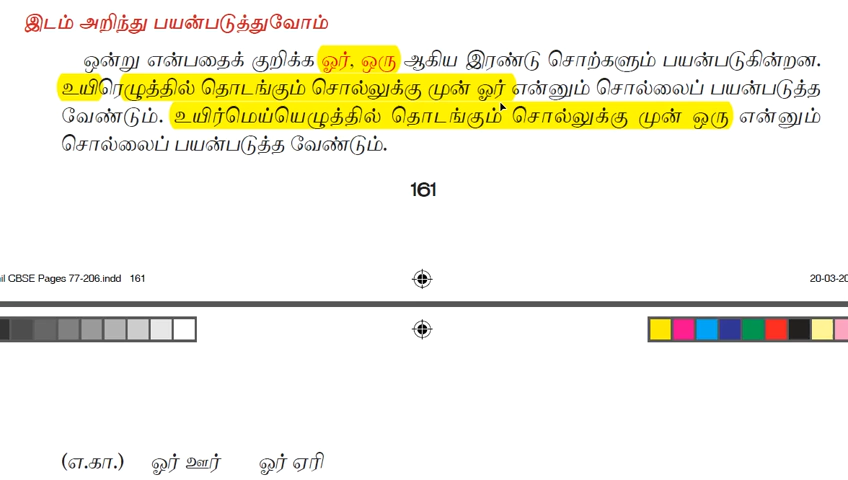 இடம் அறிந்து பயன்படுத்துவோம்
ஒன்று என்பதைக் குறிக்க ஓர், ஒரு ஆகிய இரண்டு சொற்களும் பயன்படுகின்றன.
உயிரெழுத்தில் தொடங்கும் சொல்லுக்கு முன் ஓர் என்னும் சொல்லைப் பயன்படுத்த
வேண்டும். உயிர்மெய்யெழுத்தில் தொடங்கும் சொல்லுக்கு முன் ஒரு என்னும்
சொல்லைப் பயன்படுத்த வேண்டும்.
161
il CBSE Pages 77-206.indd 161
20-03-20
(எ.கா.) ஓர் ஊர் ஓர் ஏரி